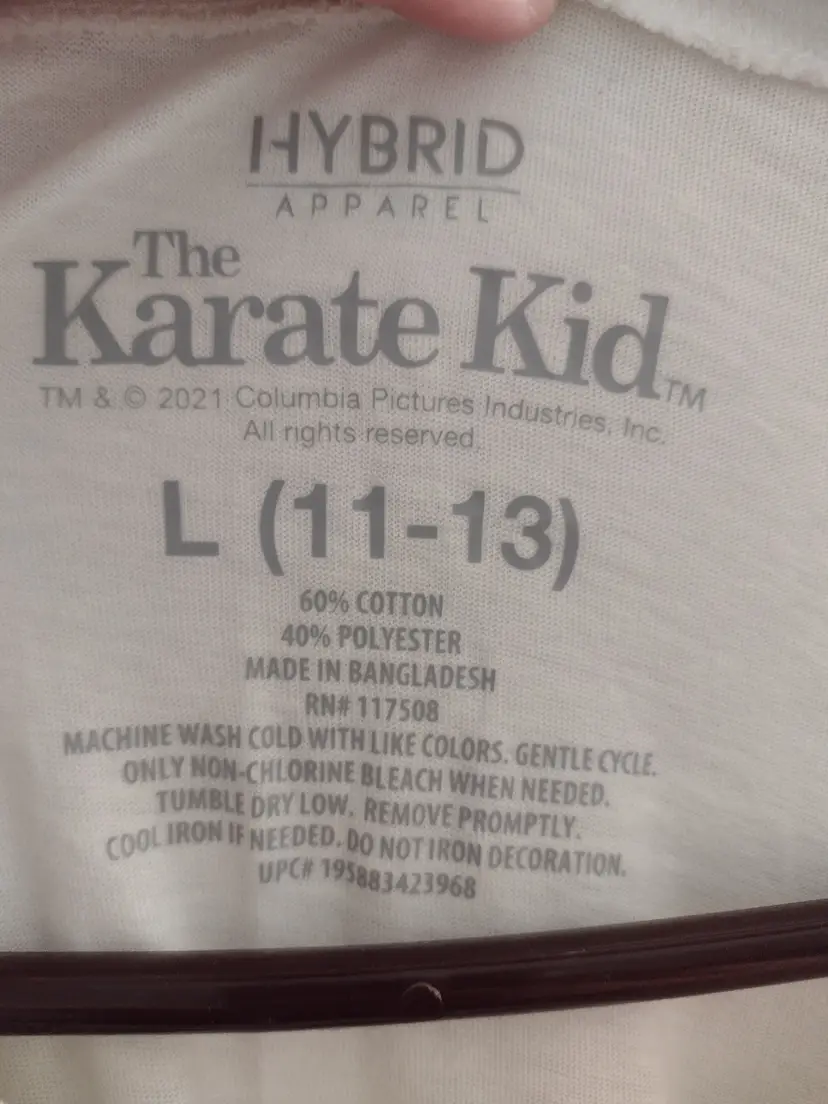 HYBRID
APPAREL
The
Karate Kid™
TM & © 2021 Columbia Pictures Industries, Inc.
All rights reserved.
L (11-13)
60% COTTON
40% POLYESTER
MADE IN BANGLADESH
RN# 117508
MACHINE WASH COLD WITH LIKE COLORS. GENTLE CYCLE.
ONLY NON-CHLORINE BLEACH WHEN NEEDED.
TUMBLE DRY LOW. REMOVE PROMPTLY.
COOL IRON IF NEEDED. DO NOT IRON DECORATION.
UPC# 195883423968